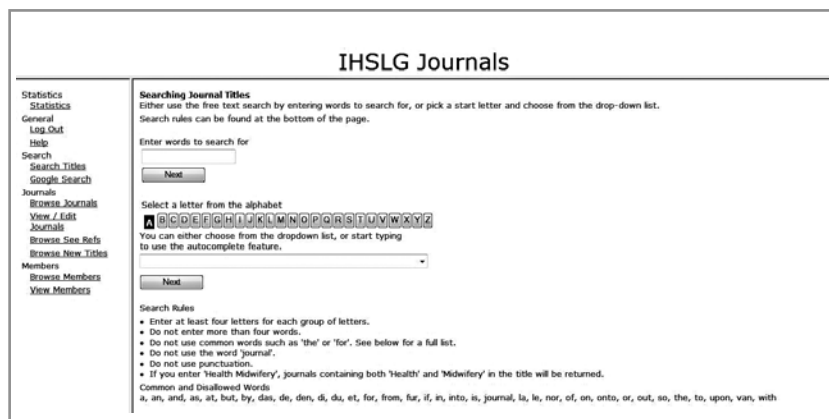 IHSLG Journals
Statistics
Statistics
General
Log Out
Help
Search
Search Titles
Google Search
Journals
Browse Journals
View / Edit
Journals
Browse See Refs
Browse New Titles
Members
Browse Members
View Members
Searching Journal Titles
Either use the free text search by entering words to search for, or pick a start letter and choose from the drop-down list.
Search rules can be found at the bottom of the page.
Enter words to search for
Next
Select a letter from the alphabet
A B C D E F G H I J K L M N O P Q R S T U V W X Y Z
You can either choose from the dropdown list, or start typing
to use the autocomplete feature.
Next
Search Rules
• Enter at least four letters for each group of letters.
• Do not enter more than four words.
• Do not use common words such as 'the' or 'for'. See below for a full list.
• Do not use the word 'journal'.
• Do not use punctuation.
• If you enter 'Health Midwifery', journals containing both 'Health' and 'Midwifery' in the title will be returned.
Common and Disallowed Words
a, an, and, as, at, but, by, das, de, den, di, du, et, for, from, fur, if, in, into, is, journal, la, le, nor, of, on, onto, or, out, so, the, to, upon, van, with